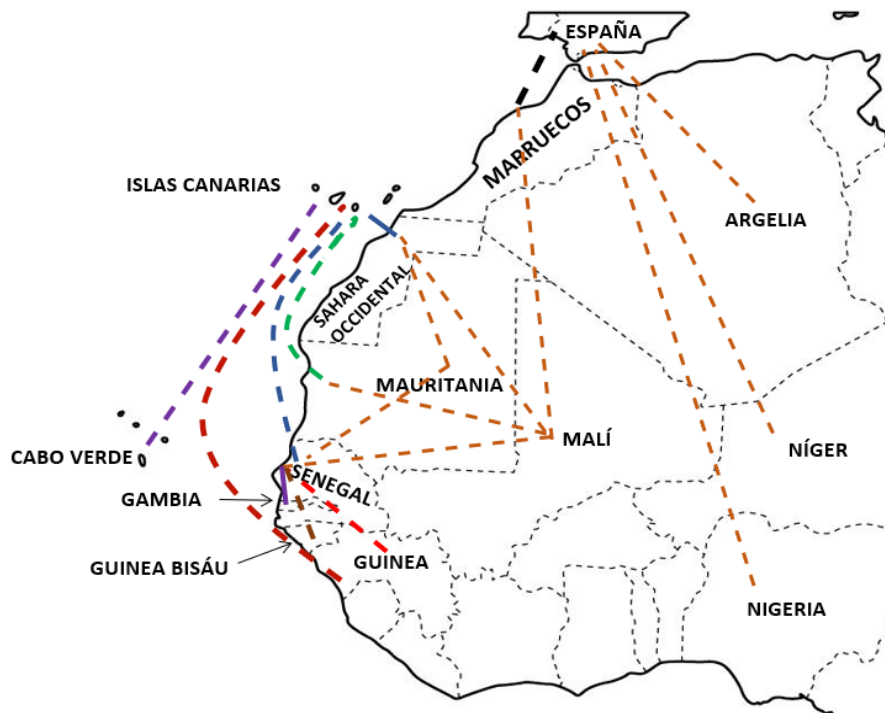 ESPAÑA
MARRUECOS
ISLAS CANARIAS
ARGELIA
SAHARA
OCCIDENTAL
MAURITANIA
MALÍ
NÍGER
CABO VERDE
SENEGAL
GAMBIA
GUINEA BISÁU
GUINEA
NIGERIA